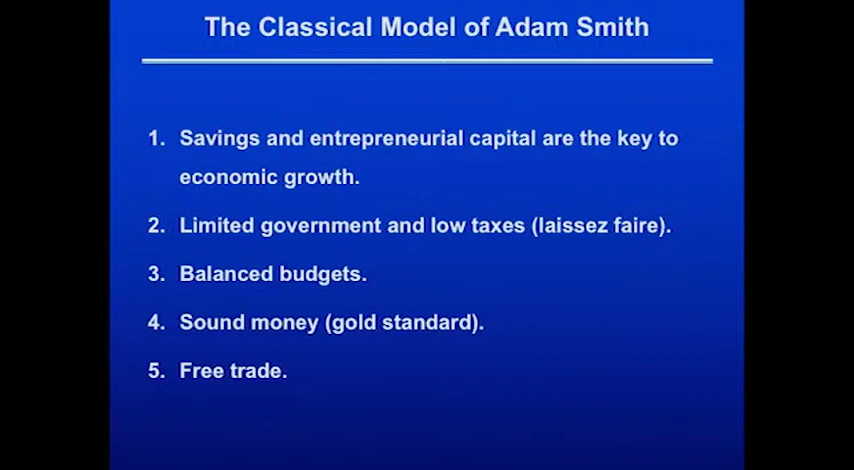 The Classical Model of Adam Smith
1. Savings and entrepreneurial capital are the key to
economic growth.
2. Limited government and low taxes (laissez faire).
3. Balanced budgets.
4. Sound money (gold standard).
5. Free trade.